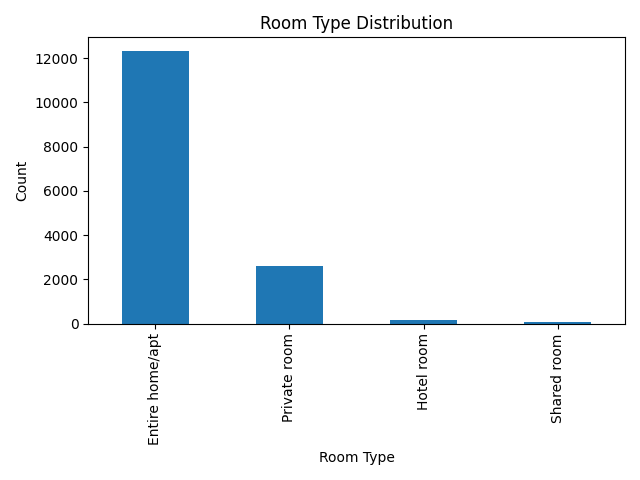 Room Type Distribution
12000
10000
8000
6000
4000
2000
0
Count
Entire home/apt
Private room
Hotel room
Shared room
Room Type